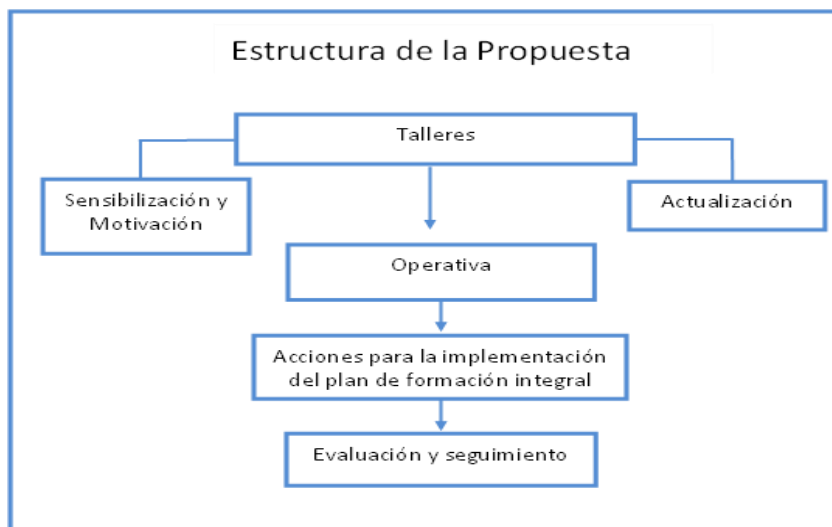 Estructura de la Propuesta
Talleres
Sensibilización y
Motivación
Actualización
Operativa
Acciones para la implementación
del plan de formación integral
Evaluación y seguimiento